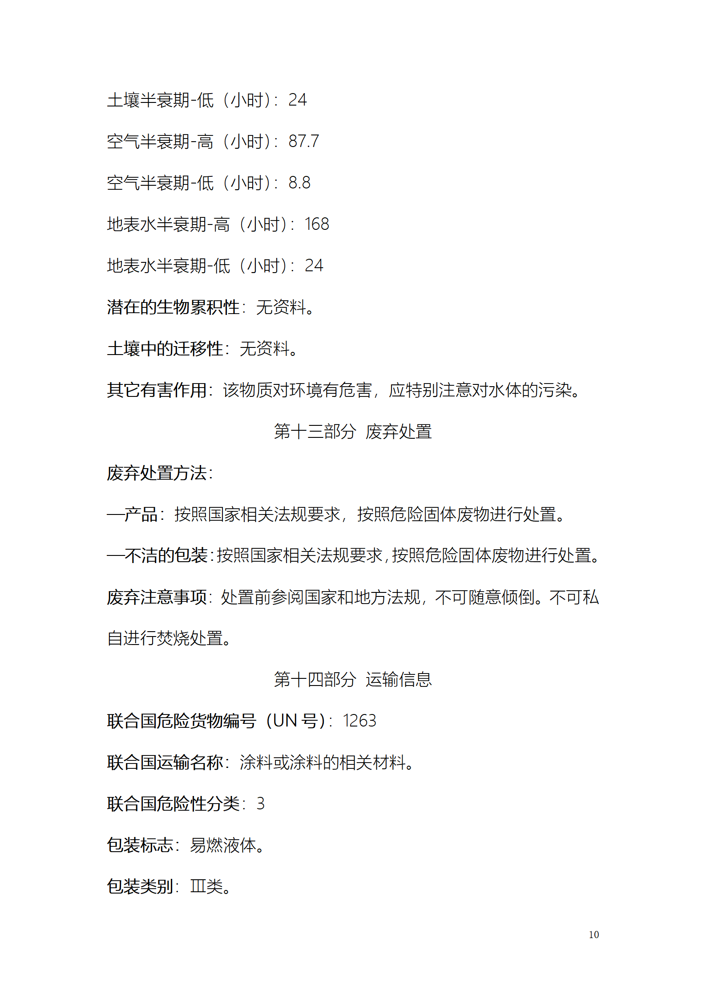 土壤半衰期-低（小时）：24
空气半衰期-高（小时）：87.7
空气半衰期-低（小时）：8.8
地表水半衰期-高（小时）：168
地表水半衰期-低（小时）：24
潜在的生物累积性：无资料。
土壤中的迁移性：无资料。
其它有害作用：该物质对环境有危害，应特别注意对水体的污染。
第十三部分 废弃处置
废弃处置方法：
—产品：按照国家相关法规要求，按照危险固体废物进行处置。
—不洁的包装：按照国家相关法规要求，按照危险固体废物进行处置。
废弃注意事项：处置前参阅国家和地方法规，不可随意倾倒。不可私
自进行焚烧处置。
第十四部分 运输信息
联合国危险货物编号（UN 号）：1263
联合国运输名称：涂料或涂料的相关材料。
联合国危险性分类：3
包装标志：易燃液体。
包装类别：Ⅲ类。
10